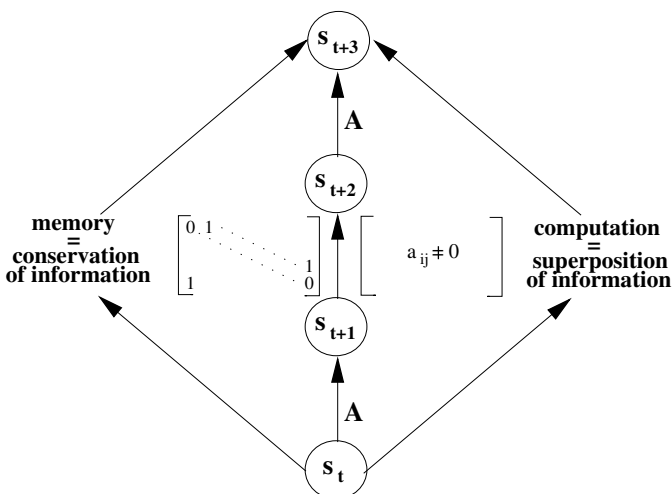 s t+3
A
s t+2
memory
=
conservation
of information
0 1
1
1 0
a ij ≠ 0
computation
=
superposition
of information
s t+1
A
s t